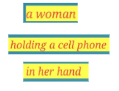 a woman
holding a cell phone
in her hand